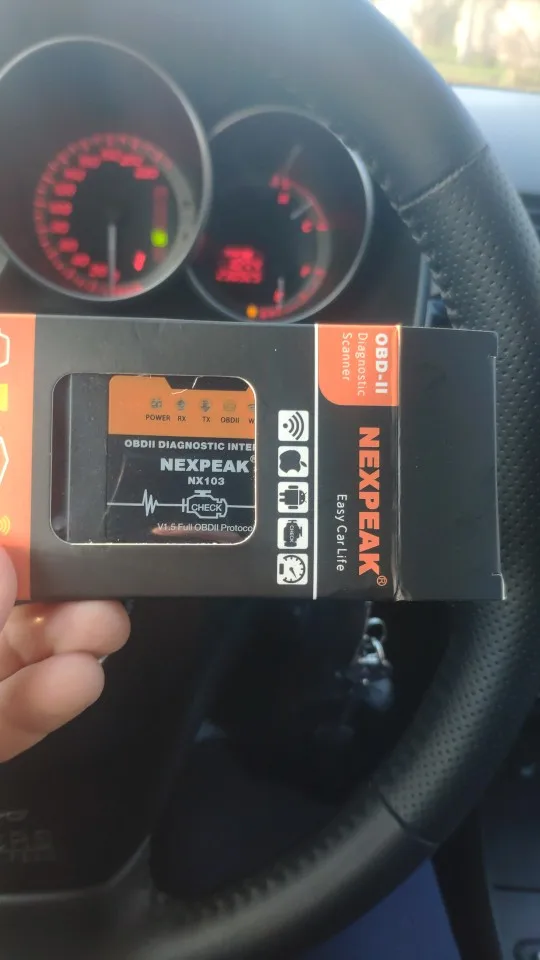 POWER RX TX OBDII W
OBDII DIAGNOSTIC INTE
NEXPEAK
NX103
CHECK
V1.5 Full OBDII Protoco
OBD-II
Diagnostic
Scanner
NEXPEAK®
Easy Car Life
CHECK